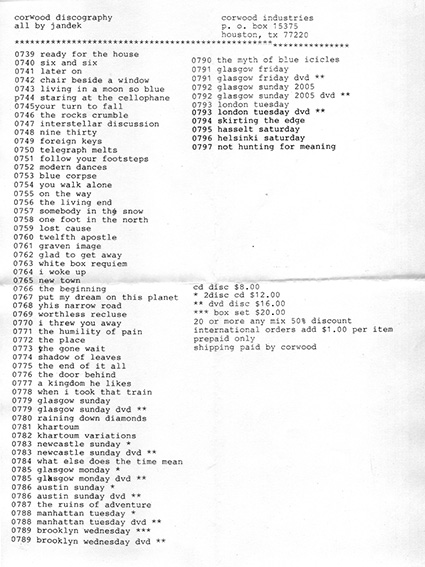 corwood discography
all by jandek
corwood industries
p. o. box 15375
houston, tx 77220
****************************************************************
0739 ready for the house
0740 six and six
0741 later on
0742 chair beside a window
0743 living in a moon so blue
p744 staring at the cellophane
0745your turn to fall
0746 the rocks crumble
0747 interstellar discussion
0748 nine thirty
0749 foreign keys
0750 telegraph melts
0751 follow your footsteps
0752 modern dances
0753 blue corpse
0754 you walk alone
0755 on the way
0756 the living end
0757 somebody in the snow
0758 one foot in the north
0759 lost cause
0760 twelfth apostle
0761 graven image
0762 glad to get away
0763 white box requiem
0764 i woke up
0765 new town
0766 the beginning
0767 put my dream on this planet
0768 yhis narrow road
0769 worthless recluse
0770 i threw you away
0771 the humility of pain
0772 the place
0773 the gone wait
0774 shadow of leaves
0775 the end of it all
0776 the door behind
0777 a kingdom he likes
0778 when i took that train
0779 glasgow sunday
0779 glasgow sunday dvd **
0780 raining down diamonds
0781 khartoum
0782 khartoum variations
0783 newcastle sunday *
0783 newcastle sunday dvd **
0784 what else does the time mean
0785 glasgow monday *
0785 glasgow monday dvd **
0786 austin sunday *
0786 austin sunday dvd **
0787 the ruins of adventure
0788 manhattan tuesday *
0788 manhattan tuesday dvd **
0789 brooklyn wednesday ***
0789 brooklyn wednesday dvd **
0790 the myth of blue icicles
0791 glasgow friday
0791 glasgow friday dvd **
0792 glasgow sunday 2005
0792 glasgow sunday 2005 dvd **
0793 london tuesday
0793 london tuesday dvd **
0794 skirting the edge
0795 hasselt saturday
0796 helsinki saturday
0797 not hunting for meaning
cd disc $8.00
* 2disc cd $12.00
** dvd disc $16.00
*** box set $20.00
20 or more any mix 50% discount
international orders add $1.00 per item
prepaid only
shipping paid by corwood